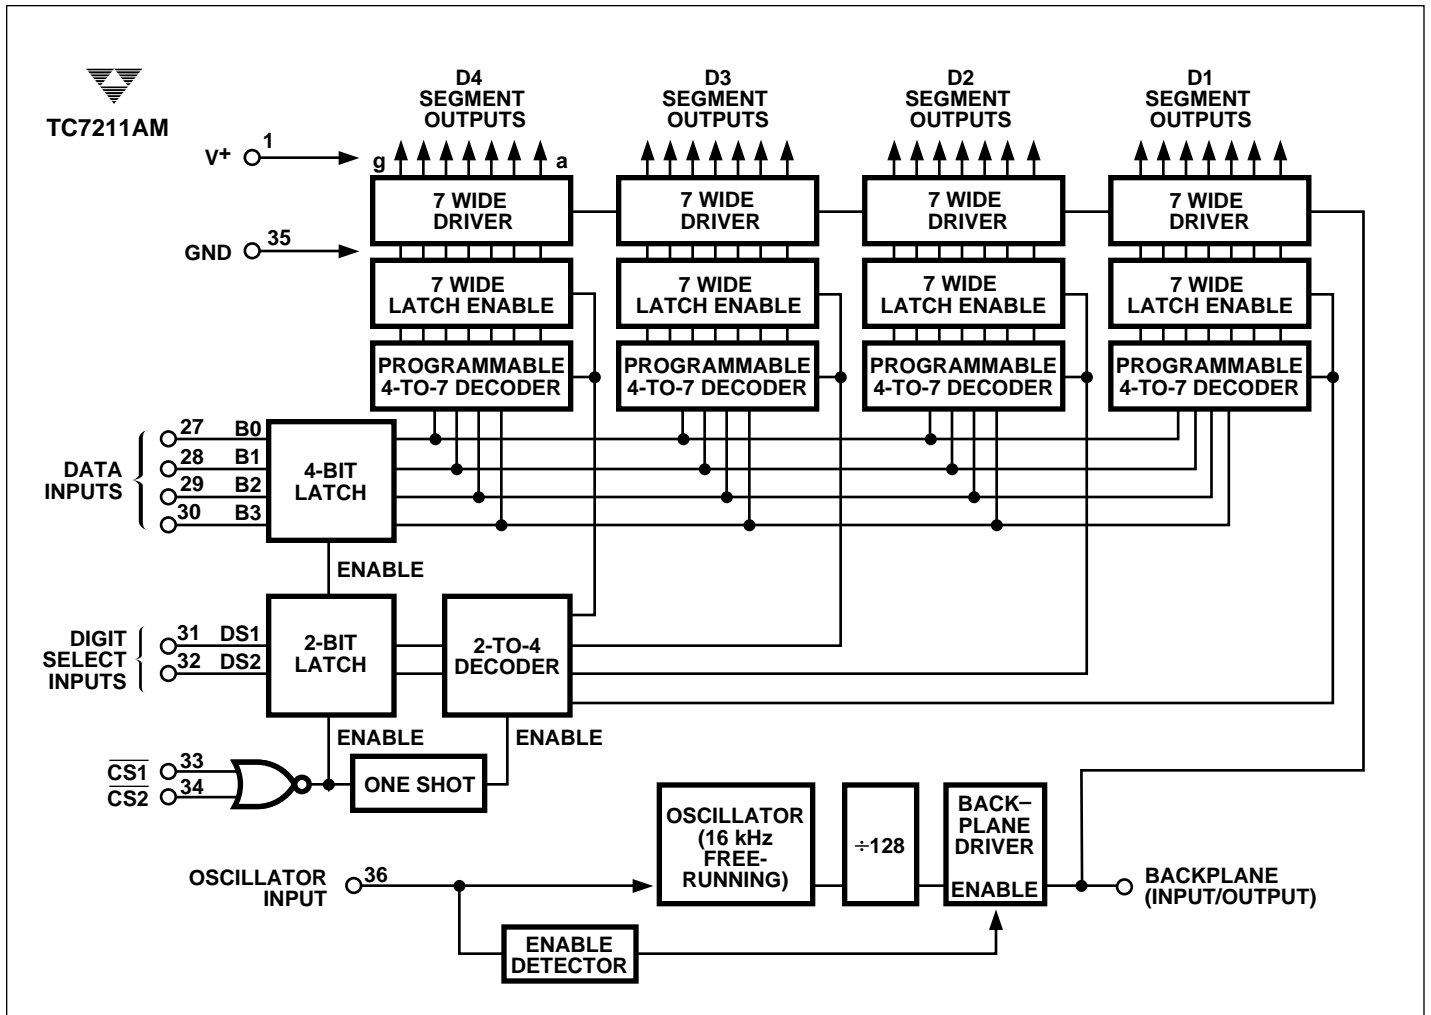 TC7211AM
D4
SEGMENT
OUTPUTS
D3
SEGMENT
OUTPUTS
D2
SEGMENT
OUTPUTS
D1
SEGMENT
OUTPUTS
V+
1
g
a
GND
35
7 WIDE
DRIVER
7 WIDE
DRIVER
7 WIDE
DRIVER
7 WIDE
DRIVER
7 WIDE
LATCH ENABLE
7 WIDE
LATCH ENABLE
7 WIDE
LATCH ENABLE
7 WIDE
LATCH ENABLE
PROGRAMMABLE
4-TO-7 DECODER
PROGRAMMABLE
4-TO-7 DECODER
PROGRAMMABLE
4-TO-7 DECODER
PROGRAMMABLE
4-TO-7 DECODER
DATA
INPUTS
27 B0
28 B1
29 B2
30 B3
4-BIT
LATCH
ENABLE
DIGIT
SELECT
INPUTS
31 DS1
32 DS2
2-BIT
LATCH
2-TO-4
DECODER
ENABLE
ENABLE
CS1 33
CS2 34
ONE SHOT
OSCILLATOR
INPUT
36
OSCILLATOR
(16 kHz
FREE-
RUNNING)
÷128
BACK–
PLANE
DRIVER
ENABLE
BACKPLANE
(INPUT/OUTPUT)
ENABLE
DETECTOR